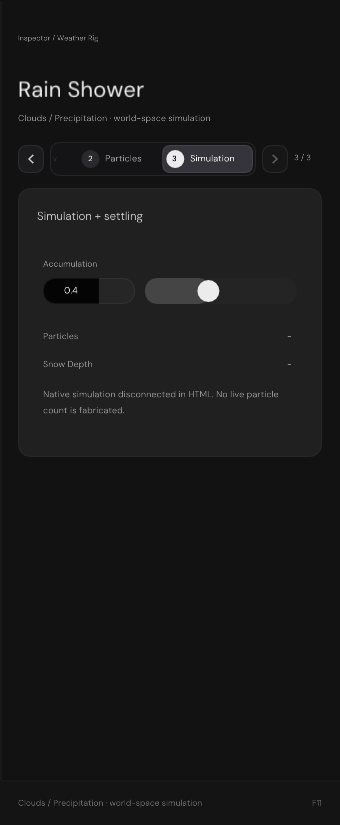 Inspector / Weather Rig
Rain Shower
Clouds / Precipitation · world-space simulation
2 Particles 3 Simulation 3 / 3
Simulation + settling
Accumulation
0.4
Particles -
Snow Depth -
Native simulation disconnected in HTML. No live particle
count is fabricated.
Clouds / Precipitation · world-space simulation F11